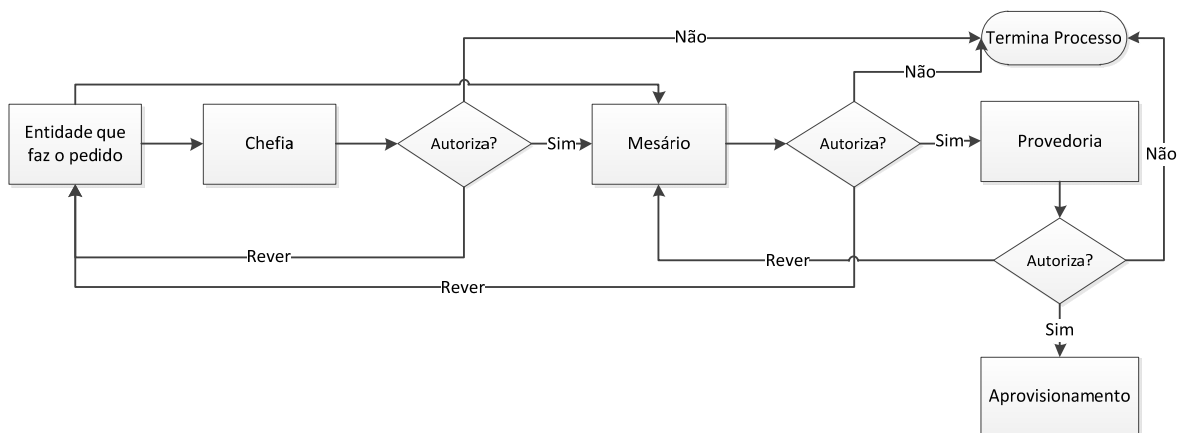 Não
Termina Processo
Não
Entidade que
faz o pedido
Chefia
Autoriza?
Sim
Mesário
Autoriza?
Sim
Provedoria
Não
Rever
Rever
Autoriza?
Rever
Sim
Aprovisionamento